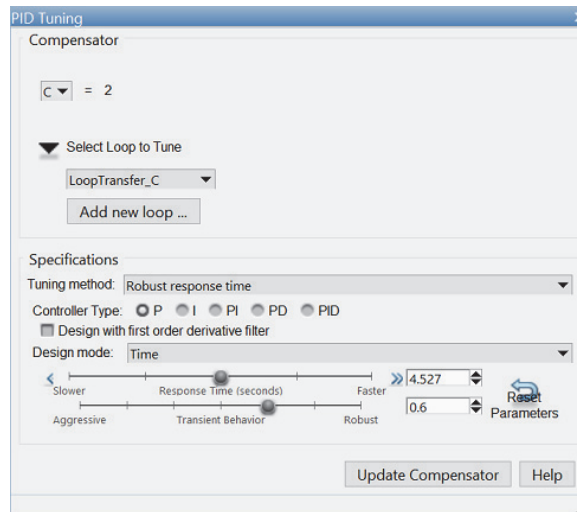 PID Tuning
Compensator
C = 2
Select Loop to Tune
LoopTransfer_C
Add new loop ...
Specifications
Tuning method: Robust response time
Controller Type: P I PI PD PID
Design with first order derivative filter
Design mode: Time
Slower Response Time (seconds) Faster 4.527
Aggressive Transient Behavior Robust 0.6
Reset
Parameters
Update Compensator Help